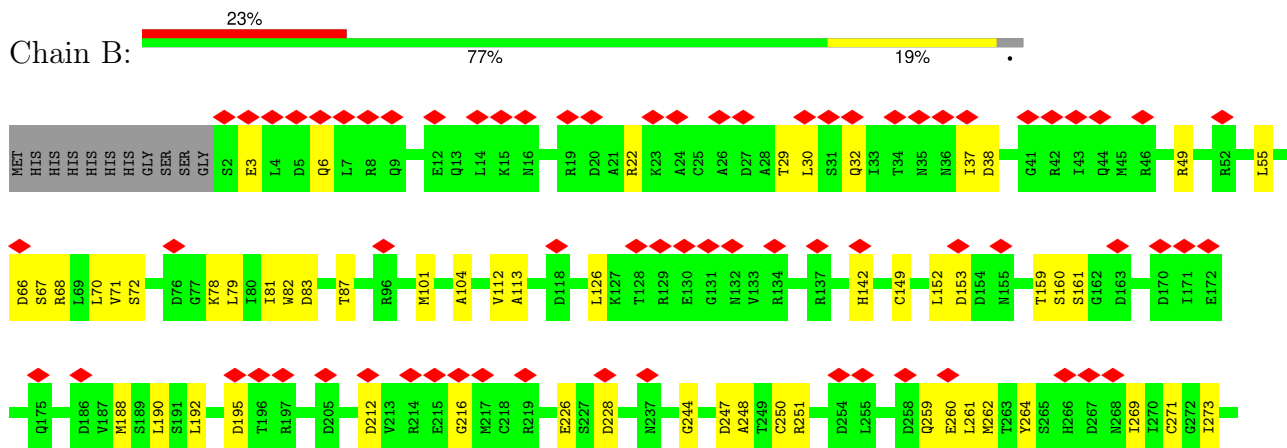 23%
Chain B:
77% 19% •
MET HIS HIS HIS HIS HIS HIS GLY SER SER GLY S2 E3 L4 D5 Q6 L7 R8 Q9 E12 Q13 L14 K15 N16 R19 D20 A21 R22 K23 A24 C25 A26 D27 A28 T29 L30 S31 Q32 I33 T34 N35 N36 I37 D38 G41 R42 I43 Q44 M45 R46 R49 R52 L55
D66 S67 R68 L69 L70 V71 S72 D76 G77 K78 L79 I80 I81 W82 D83 T87 R96 M101 A104 V112 A113 D118 L126 K127 T128 R129 E130 G131 N132 V133 R134 R137 H142 C149 L152 D153 D154 N155 T159 S160 S161 G162 D163 D170 I171 E172
Q175 D186 V187 M188 S189 L190 S191 L192 D195 T196 R197 D205 D212 V213 R214 E215 G216 M217 C218 R219 E226 S227 D228 N237 G244 D247 A248 T249 C250 R251 D254 L255 D258 Q259 E260 L261 M262 T263 Y264 S265 H266 D267 N268 I269 I270 C271 G272 I273